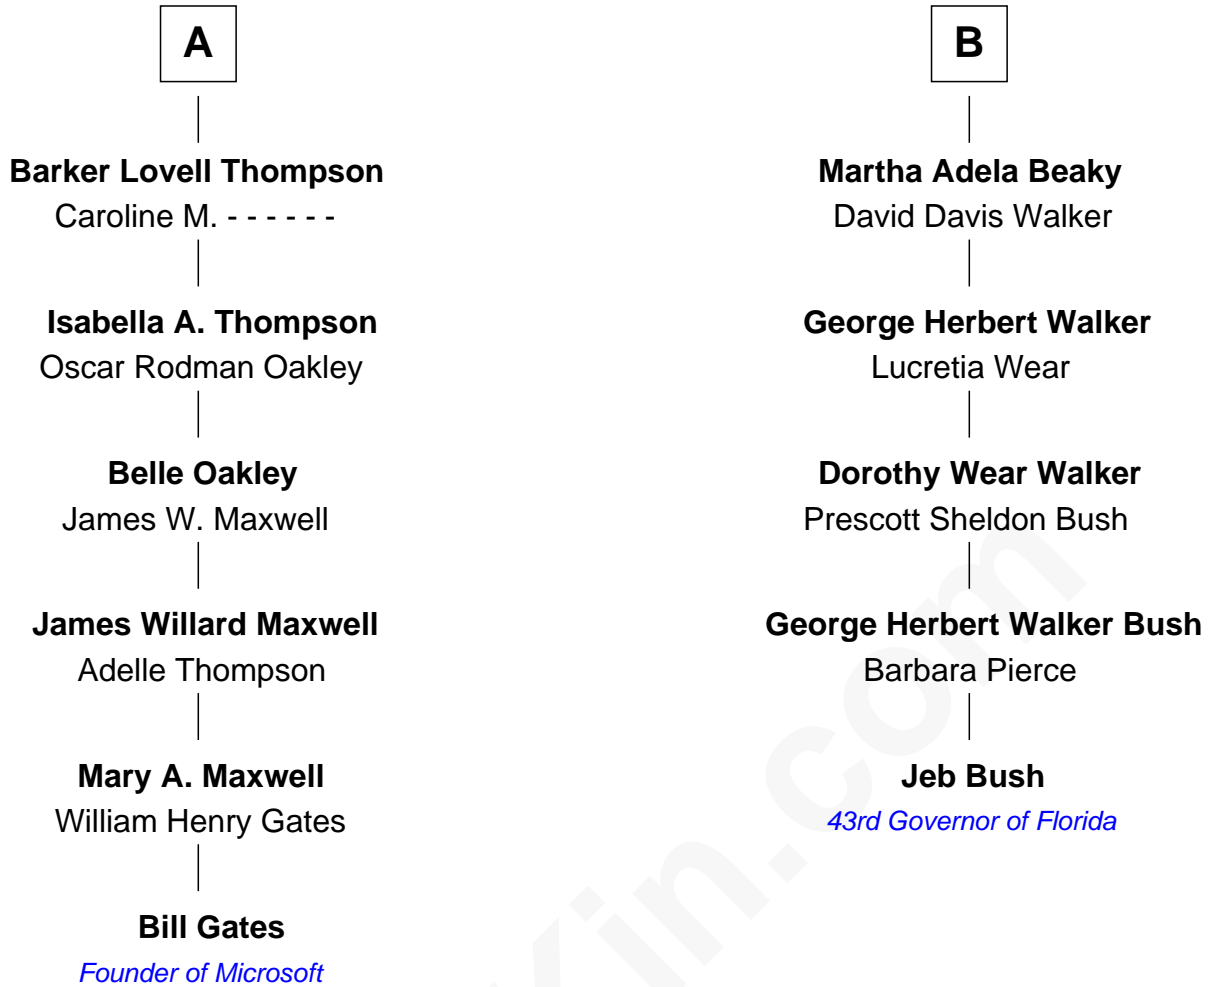 A
Barker Lovell Thompson
Caroline M. - - - - - -
Isabella A. Thompson
Oscar Rodman Oakley
Belle Oakley
James W. Maxwell
James Willard Maxwell
Adelle Thompson
Mary A. Maxwell
William Henry Gates
Bill Gates
Founder of Microsoft
B
Martha Adela Beaky
David Davis Walker
George Herbert Walker
Lucretia Wear
Dorothy Wear Walker
Prescott Sheldon Bush
George Herbert Walker Bush
Barbara Pierce
Jeb Bush
43rd Governor of Florida
Kin.com